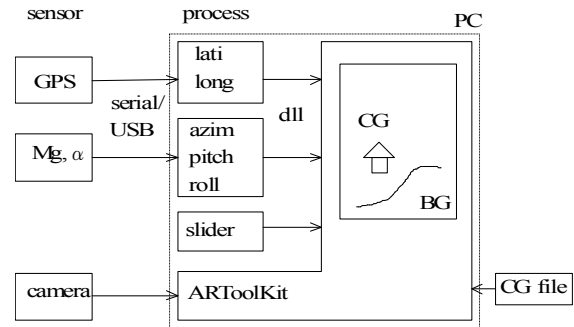 sensor
process
PC
GPS
lati
long
serial/
USB
dll
Mg, α
azim
pitch
roll
slider
camera
ARToolKit
CG
BG
CG file